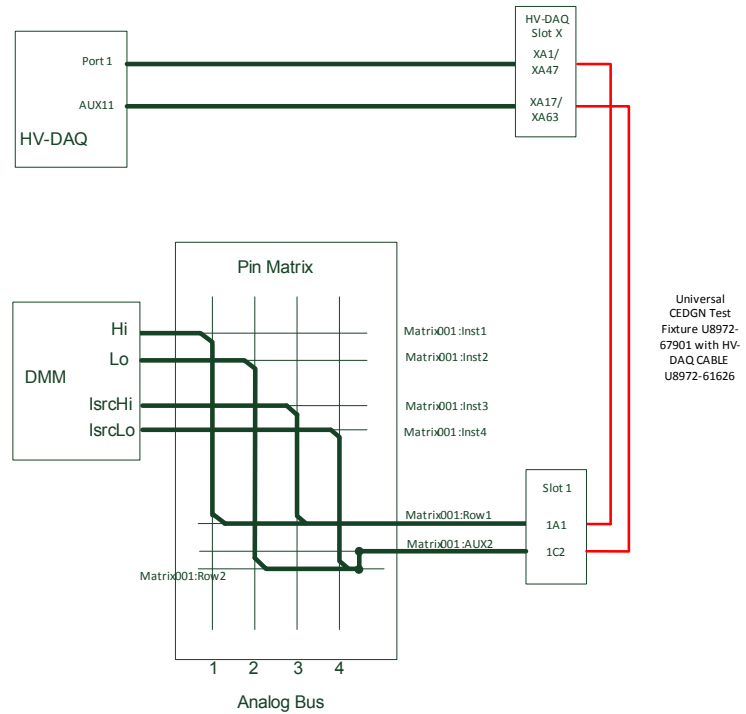 HV-DAQ
Slot X
Port 1
XA1/
XA47
AUX11
XA17/
XA63
HV-DAQ
Pin Matrix
Hi
Matrix001:Inst1
Lo
Matrix001:Inst2
DMM
IsrcHi
Matrix001:Inst3
IsrcLo
Matrix001:Inst4
Universal
CEDGN Test
Fixture U8972-
67901 with HV-
DAQ CABLE
U8972-61626
Slot 1
Matrix001:Row1
1A1
Matrix001:AUX2
1C2
Matrix001:Row2
1 2 3 4
Analog Bus